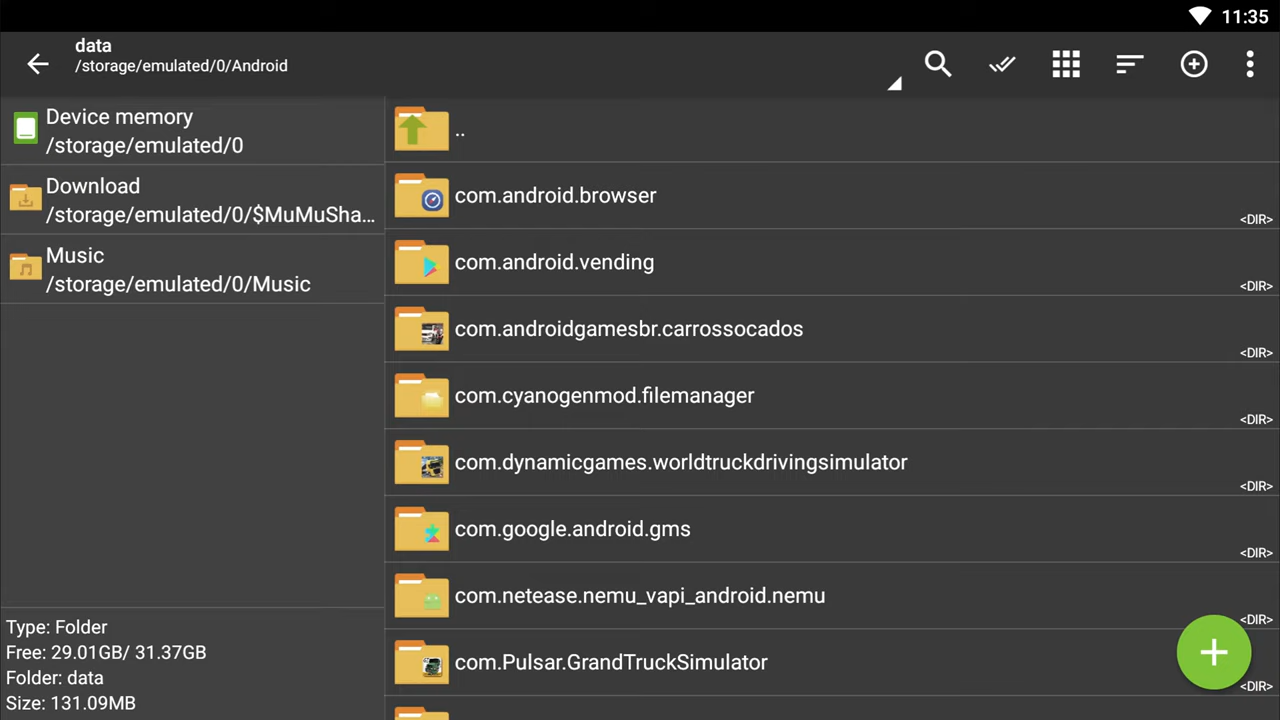 11:35
data
/storage/emulated/0/Android
Device memory
/storage/emulated/0
Download
/storage/emulated/0/$MuMuSha...
Music
/storage/emulated/0/Music
Type: Folder
Free: 29.01GB/ 31.37GB
Folder: data
Size: 131.09MB
..
com.android.browser
<DIR>
com.android.vending
<DIR>
com.androidgamesbr.carrossocados
<DIR>
com.cyanogenmod.filemanager
<DIR>
com.dynamicgames.worldtruckdrivingsimulator
<DIR>
com.google.android.gms
<DIR>
com.netease.nemu_vapi_android.nemu
<DIR>
com.Pulsar.GrandTruckSimulator
<DIR>